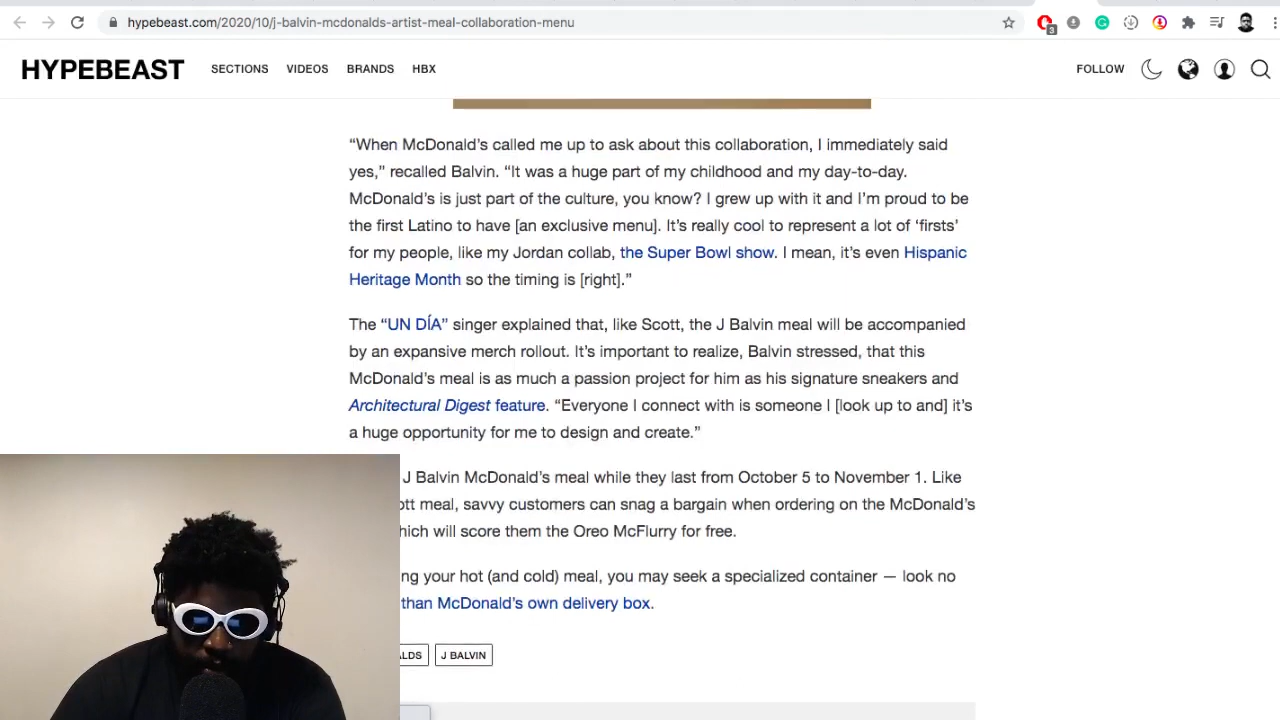 hypebeast.com/2020/10/j-balvin-mcdonalds-artist-meal-collaboration-menu
3
HYPEBEAST SECTIONS VIDEOS BRANDS HBX FOLLOW
“When McDonald’s called me up to ask about this collaboration, I immediately said
yes,” recalled Balvin. “It was a huge part of my childhood and my day-to-day.
McDonald’s is just part of the culture, you know? I grew up with it and I’m proud to be
the first Latino to have [an exclusive menu]. It’s really cool to represent a lot of ‘firsts’
for my people, like my Jordan collab, the Super Bowl show. I mean, it’s even Hispanic
Heritage Month so the timing is [right].”
The “UN DÍA” singer explained that, like Scott, the J Balvin meal will be accompanied
by an expansive merch rollout. It’s important to realize, Balvin stressed, that this
McDonald’s meal is as much a passion project for him as his signature sneakers and
Architectural Digest feature. “Everyone I connect with is someone I [look up to and] it’s
a huge opportunity for me to design and create.”
J Balvin McDonald’s meal while they last from October 5 to November 1. Like
ott meal, savvy customers can snag a bargain when ordering on the McDonald’s
hich will score them the Oreo McFlurry for free.
ng your hot (and cold) meal, you may seek a specialized container — look no
than McDonald’s own delivery box.
ALDS J BALVIN